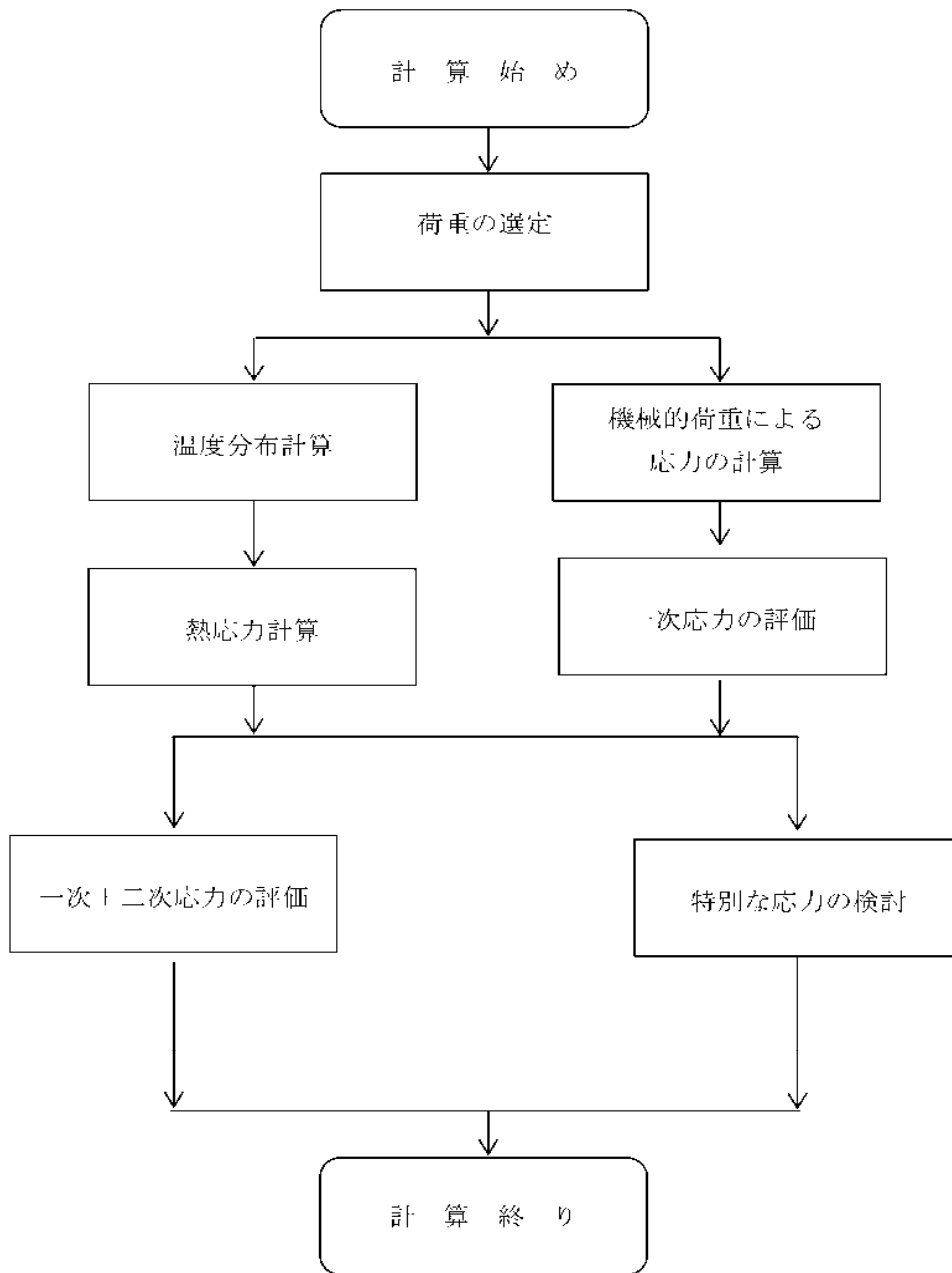 計算始め
荷重の選定
温度分布計算
機械的荷重による
応力の計算
熱応力計算
一次応力の評価
一次+二次応力の評価
特別な応力の検討
計算終り